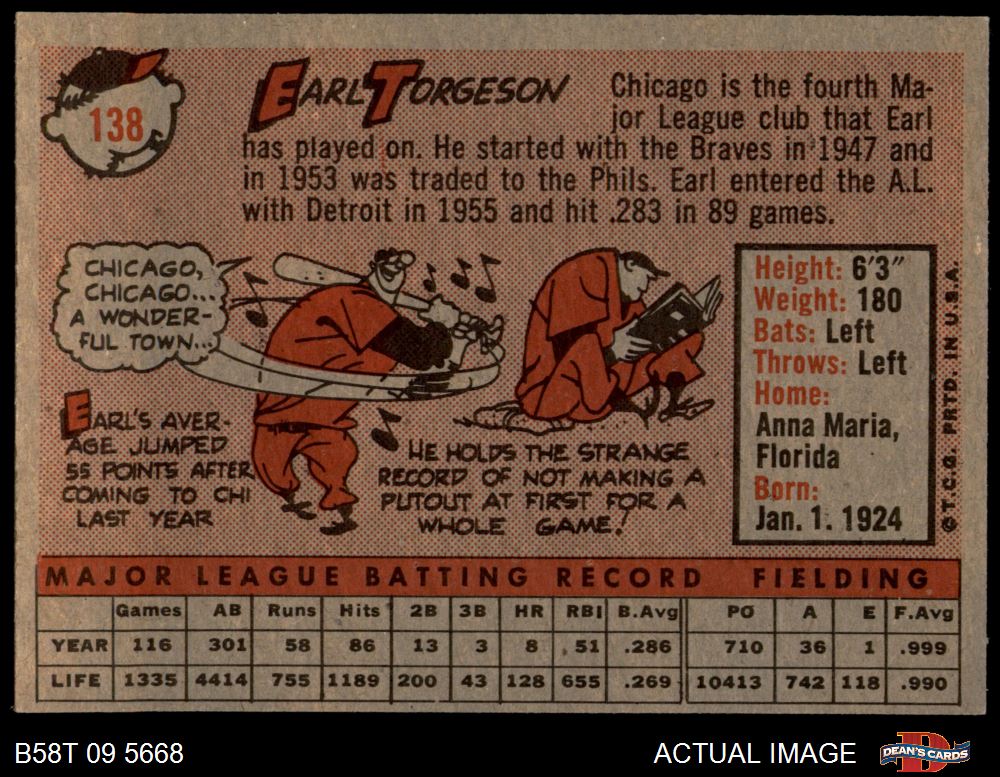 138
EARL TORGESON
Chicago is the fourth Ma-
jor League club that Earl
has played on. He started with the Braves in 1947 and
in 1953 was traded to the Phils. Earl entered the A.L.
with Detroit in 1955 and hit .283 in 89 games.
CHICAGO,
CHICAGO...
A WONDER-
FUL TOWN...
EARL'S AVER-
AGE JUMPED
55 POINTS AFTER
COMING TO CHI
LAST YEAR
HE HOLDS THE STRANGE
RECORD OF NOT MAKING A
PUTOUT AT FIRST FOR A
WHOLE GAME!
Height: 6'3"
Weight: 180
Bats: Left
Throws: Left
Home:
Anna Maria,
Florida
Born:
Jan. 1. 1924
© T.C.G. PRTD. IN U.S.A.
MAJOR LEAGUE BATTING RECORD FIELDING
Games AB Runs Hits 2B 3B HR RBI B.Avg PO A E F.Avg
YEAR 116 301 58 86 13 3 8 51 .286 710 36 1 .999
LIFE 1335 4414 755 1189 200 43 128 655 .269 10413 742 118 .990
B58T 09 5668
ACTUAL IMAGE
D
DEAN'S CARDS